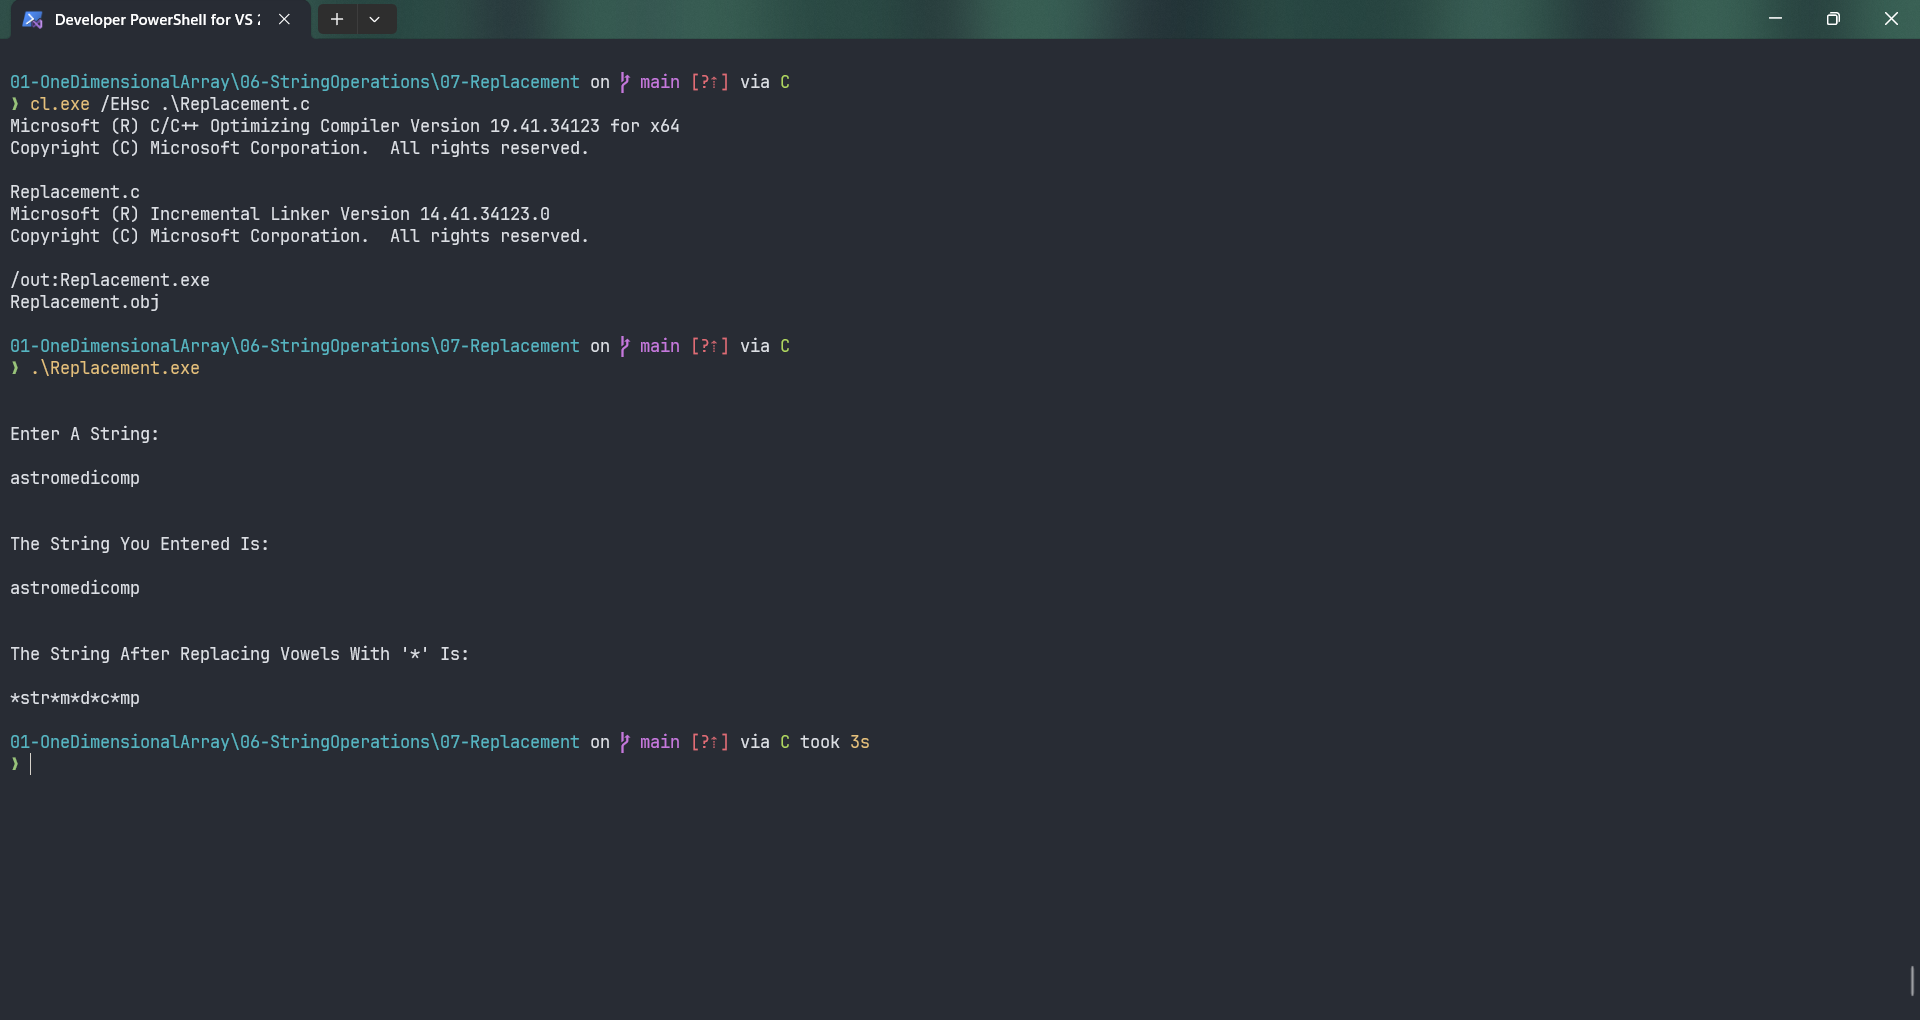 Developer PowerShell for VS 2
01-OneDimensionalArray\06-StringOperations\07-Replacement on main [?⇡] via C
❯ cl.exe /EHsc .\Replacement.c
Microsoft (R) C/C++ Optimizing Compiler Version 19.41.34123 for x64
Copyright (C) Microsoft Corporation.  All rights reserved.
Replacement.c
Microsoft (R) Incremental Linker Version 14.41.34123.0
Copyright (C) Microsoft Corporation.  All rights reserved.
/out:Replacement.exe
Replacement.obj
01-OneDimensionalArray\06-StringOperations\07-Replacement on main [?⇡] via C
❯ .\Replacement.exe
Enter A String:
astromedicomp
The String You Entered Is:
astromedicomp
The String After Replacing Vowels With '*' Is:
*str*m*d*c*mp
01-OneDimensionalArray\06-StringOperations\07-Replacement on main [?⇡] via C took 3s
❯